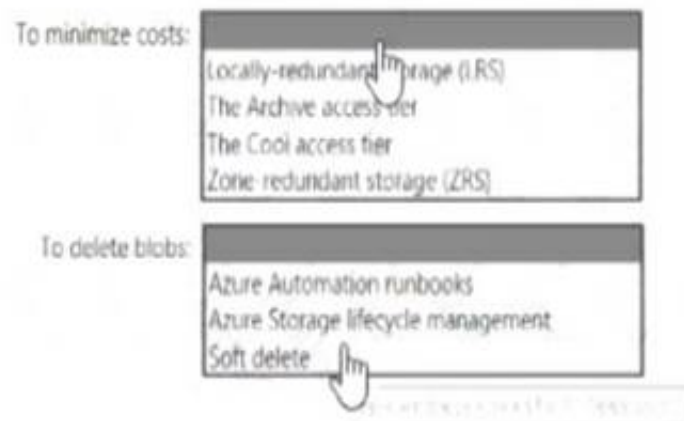 To minimize costs:
Locally-redundant storage (LRS)
The Archive access tier
The Cool access tier
Zone-redundant storage (ZRS)
To delete blobs:
Azure Automation runbooks
Azure Storage lifecycle management
Soft delete